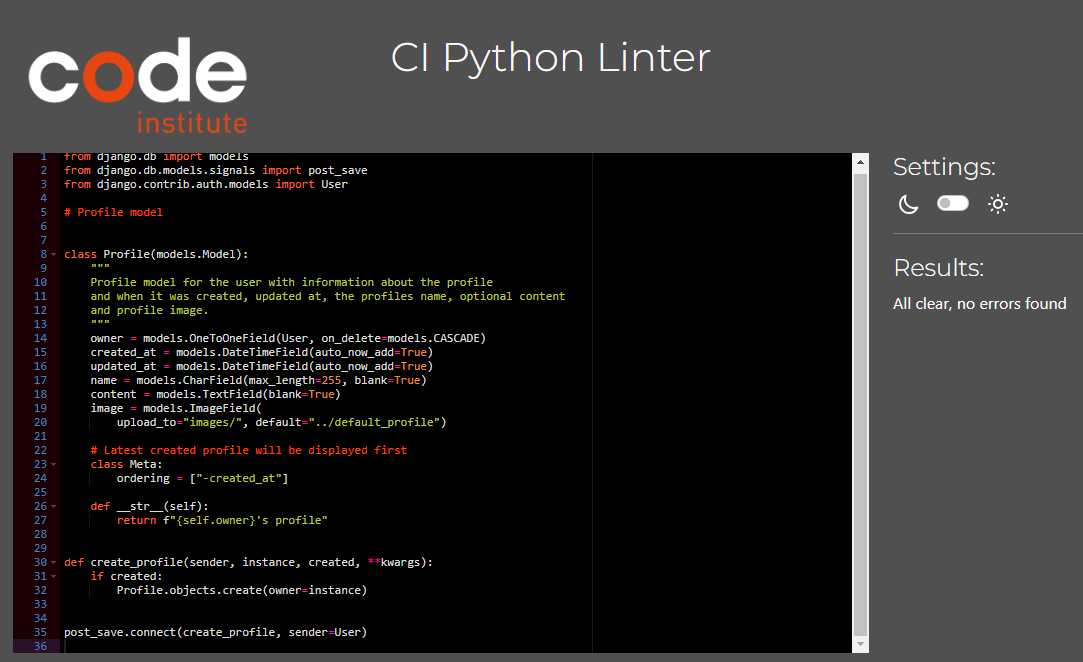 code
institute
CI Python Linter
1 from django.db import models
2 from django.db.models.signals import post_save
3 from django.contrib.auth.models import User
4
5 # Profile model
6
7
8 class Profile(models.Model):
9     """
10     Profile model for the user with information about the profile
11     and when it was created, updated at, the profiles name, optional content
12     and profile image.
13     """
14     owner = models.OneToOneField(User, on_delete=models.CASCADE)
15     created_at = models.DateTimeField(auto_now_add=True)
16     updated_at = models.DateTimeField(auto_now_add=True)
17     name = models.CharField(max_length=255, blank=True)
18     content = models.TextField(blank=True)
19     image = models.ImageField(
20         upload_to="images/", default="../default_profile")
21
22     # Latest created profile will be displayed first
23     class Meta:
24         ordering = ["-created_at"]
25
26     def __str__(self):
27         return f"{self.owner}'s profile"
28
29
30 def create_profile(sender, instance, created, **kwargs):
31     if created:
32         Profile.objects.create(owner=instance)
33
34
35 post_save.connect(create_profile, sender=User)
36
Settings:
Results:
All clear, no errors found